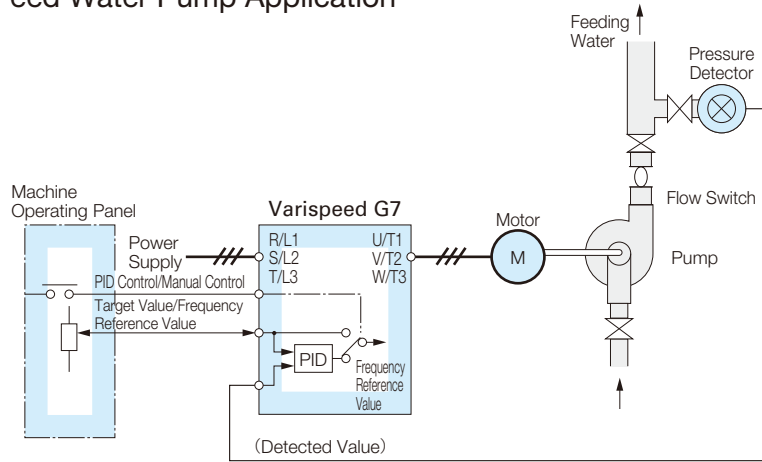 eed Water Pump Application
Feeding
Water
Pressure
Detector
Machine
Operating Panel
Varispeed G7
Flow Switch
Motor
Power
Supply
R/L1
S/L2
T/L3
U/T1
V/T2
W/T3
M
Pump
PID Control/Manual Control
Target Value/Frequency
Reference Value
PID
Frequency
Reference
Value
(Detected Value)